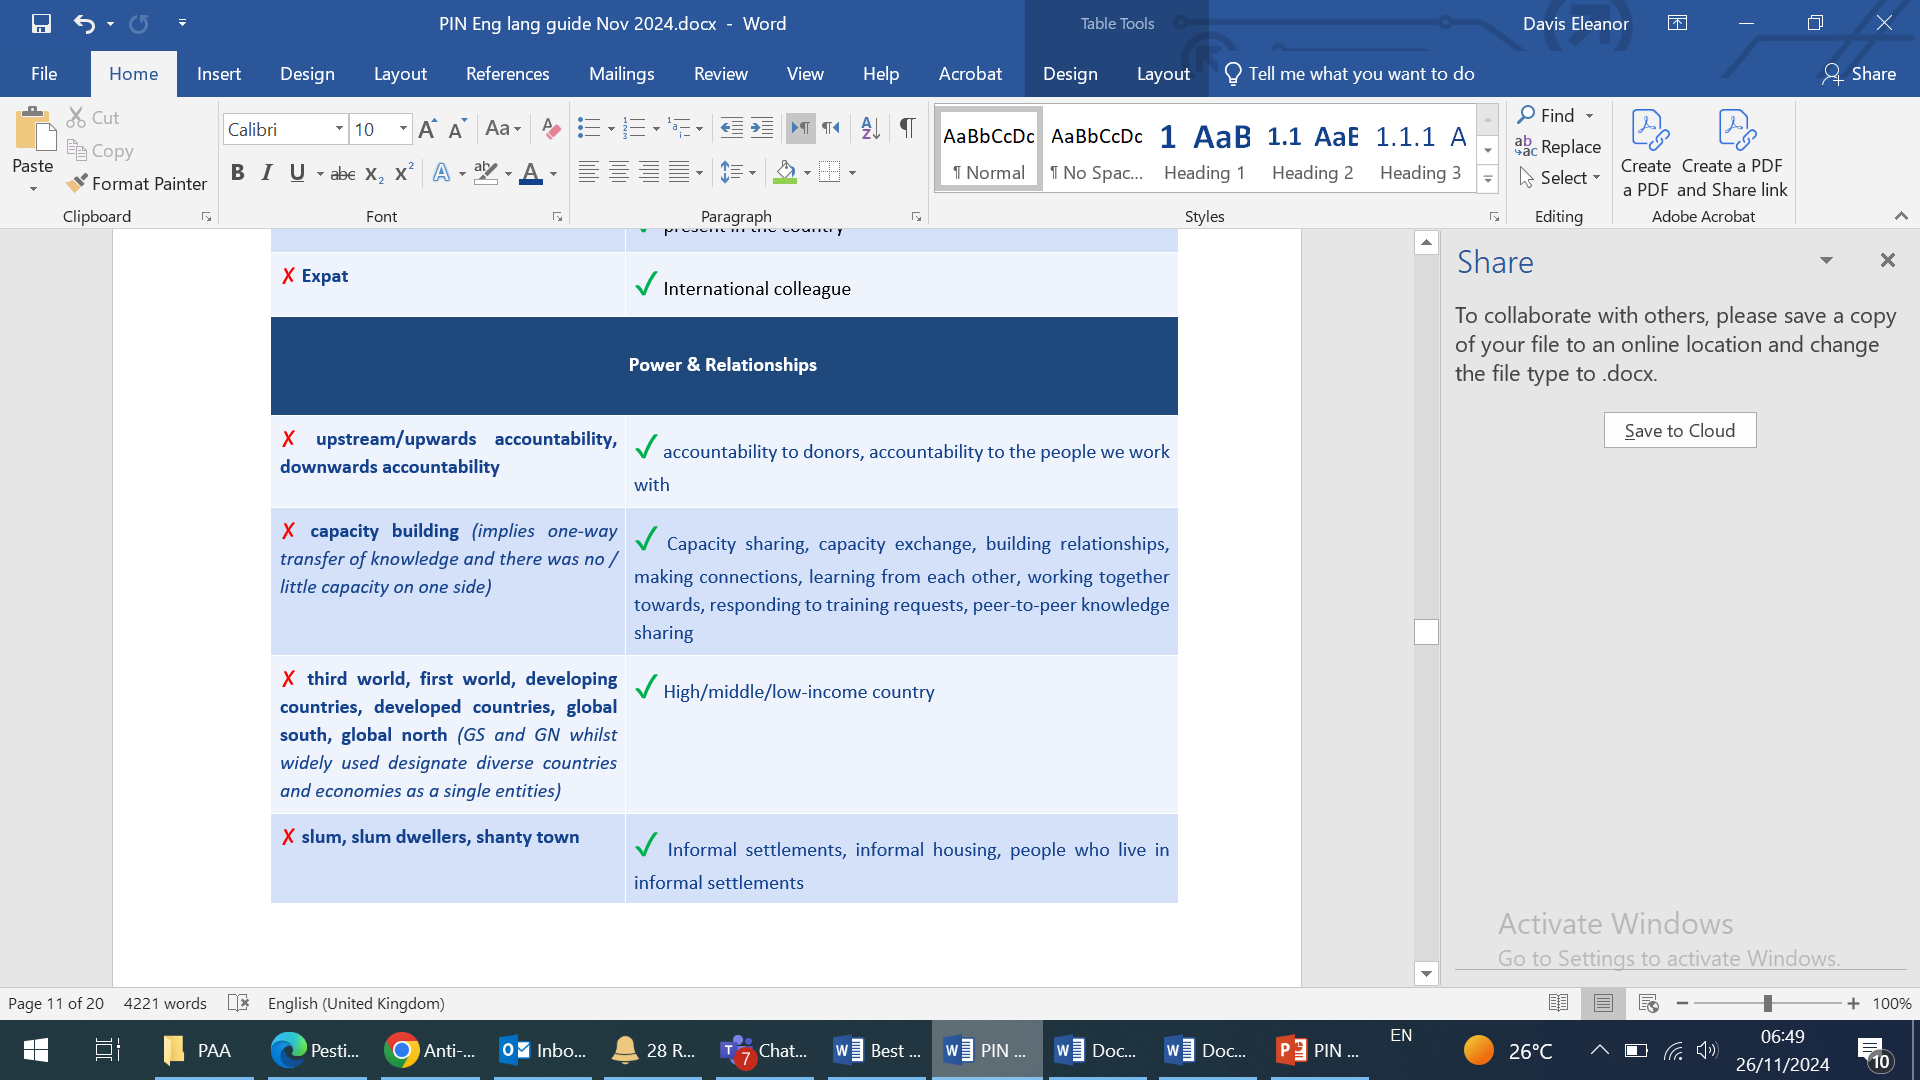 PIN Eng lang guide Nov 2024.docx - Word
Table Tools
Davis Eleanor
File Home Insert Design Layout References Mailings Review View Help Acrobat Design Layout Tell me what you want to do Share
Paste
Cut
Copy
Format Painter
Clipboard
Calibri 10
Font
Paragraph
AaBbCcDc AaBbCcDc 1 AaB 1.1 AaE 1.1.1 A
¶ Normal ¶ No Spac... Heading 1 Heading 2 Heading 3
Styles
Find
Replace
Select
Editing
Create a PDF
Create a PDF and Share link
Adobe Acrobat
present in the country
✗ Expat
✓ International colleague
Power & Relationships
✗ upstream/upwards accountability,
downwards accountability
✓ accountability to donors, accountability to the people we work
with
✗ capacity building (implies one-way
transfer of knowledge and there was no /
little capacity on one side)
✓ Capacity sharing, capacity exchange, building relationships,
making connections, learning from each other, working together
towards, responding to training requests, peer-to-peer knowledge
sharing
✗ third world, first world, developing
countries, developed countries, global
south, global north (GS and GN whilst
widely used designate diverse countries
and economies as a single entities)
✓ High/middle/low-income country
✗ slum, slum dwellers, shanty town
✓ Informal settlements, informal housing, people who live in
informal settlements
Share
To collaborate with others, please save a copy
of your file to an online location and change
the file type to .docx.
Save to Cloud
Activate Windows
Go to Settings to activate Windows.
Page 11 of 20 4221 words English (United Kingdom) 100%
PAA Pesti... Anti-... Inbo... 28 R... 7 Chat... Best ... PIN ... Doc... Doc... PIN ... EN 26°C
06:49
26/11/2024
10